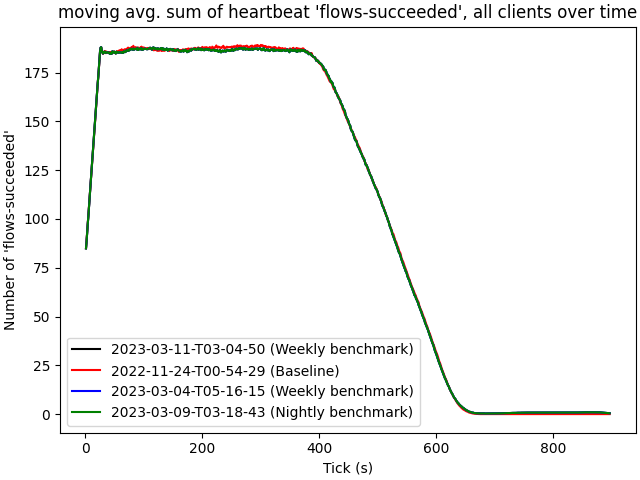 moving avg. sum of heartbeat 'flows-succeeded', all clients over time
Number of 'flows-succeeded'
175
150
125
100
75
50
25
0
2023-03-11-T03-04-50 (Weekly benchmark)
2022-11-24-T00-54-29 (Baseline)
2023-03-04-T05-16-15 (Weekly benchmark)
2023-03-09-T03-18-43 (Nightly benchmark)
0 200 400 600 800
Tick (s)